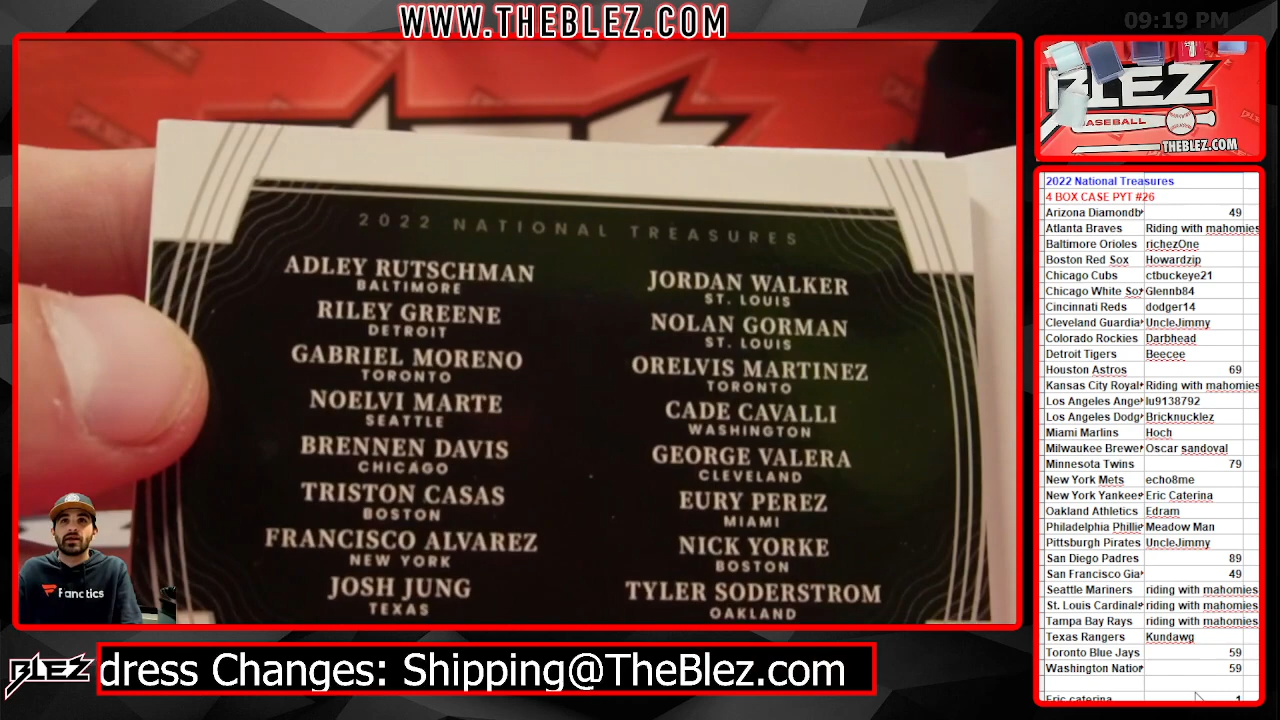 WWW.THEBLEZ.COM
09:19 PM
2022 NATIONAL TREASURES
ADLEY RUTSCHMAN
BALTIMORE
RILEY GREENE
DETROIT
GABRIEL MORENO
TORONTO
NOELVI MARTE
SEATTLE
BRENNEN DAVIS
CHICAGO
TRISTON CASAS
BOSTON
FRANCISCO ALVAREZ
NEW YORK
JOSH JUNG
TEXAS
JORDAN WALKER
ST. LOUIS
NOLAN GORMAN
ST. LOUIS
ORELVIS MARTINEZ
TORONTO
CADE CAVALLI
WASHINGTON
GEORGE VALERA
CLEVELAND
EURY PEREZ
MIAMI
NICK YORKE
BOSTON
TYLER SODERSTROM
OAKLAND
Fanatics
BLEZ
BASEBALL
THEBLEZ.COM
2022 National Treasures
4 BOX CASE PYT #26
Arizona Diamondb 49
Atlanta Braves Riding with mahomies
Baltimore Orioles richezOne
Boston Red Sox Howardzip
Chicago Cubs ctbuckeye21
Chicago White Sox Glennb84
Cincinnati Reds dodger14
Cleveland Guardia UncleJimmy
Colorado Rockies Darbhead
Detroit Tigers Beecee
Houston Astros 69
Kansas City Royal Riding with mahomies
Los Angeles Ange lu9138792
Los Angeles Dodg Bricknucklez
Miami Marlins Hoch
Milwaukee Brewe Oscar sandoval
Minnesota Twins 79
New York Mets echo8me
New York Yankees Eric Caterina
Oakland Athletics Edram
Philadelphia Phillie Meadow Man
Pittsburgh Pirates UncleJimmy
San Diego Padres 89
San Francisco Gia 49
Seattle Mariners riding with mahomies
St. Louis Cardinals riding with mahomies
Tampa Bay Rays riding with mahomies
Texas Rangers Kundawg
Toronto Blue Jays 59
Washington Nation 59
Eric caterina 1
BLEZ
dress Changes: Shipping@TheBlez.com